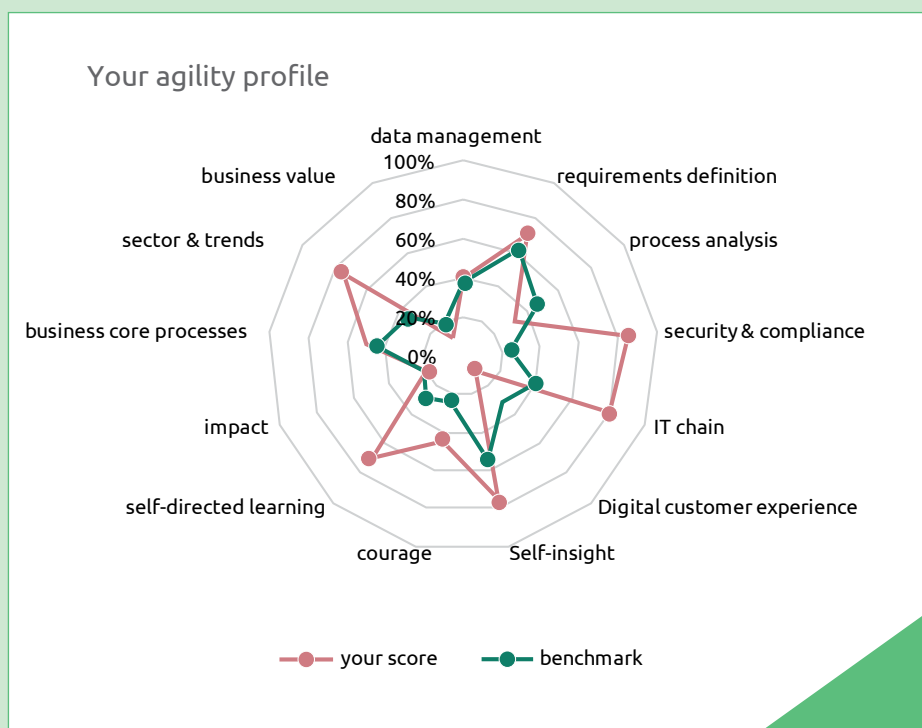 Your agility profile
data management
100%
business value
requirements definition
80%
sector & trends
60%
process analysis
40%
business core processes
20%
security & compliance
0%
impact
IT chain
self-directed learning
Digital customer experience
courage
Self-insight
your score
benchmark